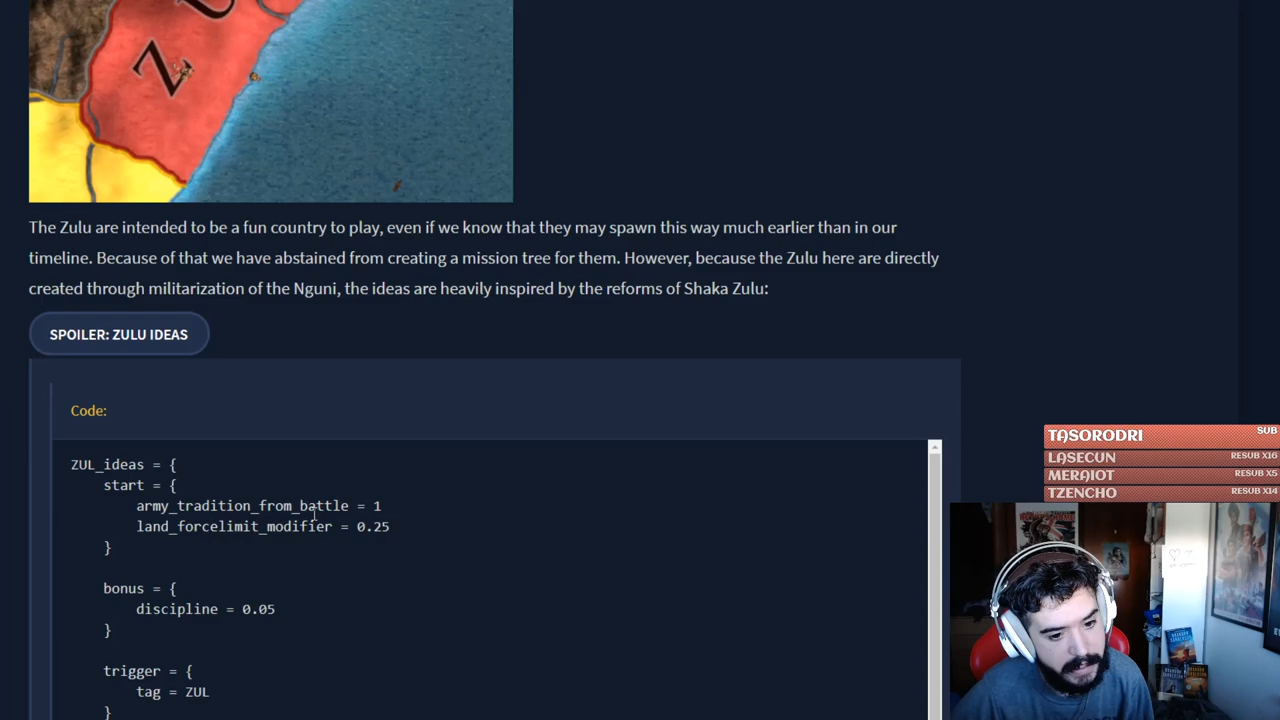 ZU
The Zulu are intended to be a fun country to play, even if we know that they may spawn this way much earlier than in our
timeline. Because of that we have abstained from creating a mission tree for them. However, because the Zulu here are directly
created through militarization of the Nguni, the ideas are heavily inspired by the reforms of Shaka Zulu:
SPOILER: ZULU IDEAS
Code:
ZUL_ideas = {
start = {
army_tradition_from_battle = 1
land_forcelimit_modifier = 0.25
}
bonus = {
discipline = 0.05
}
trigger = {
tag = ZUL
}
TASORODRI SUB
LASECUN RESUB X16
MERAIOT RESUB X5
TZENCHO RESUB X14